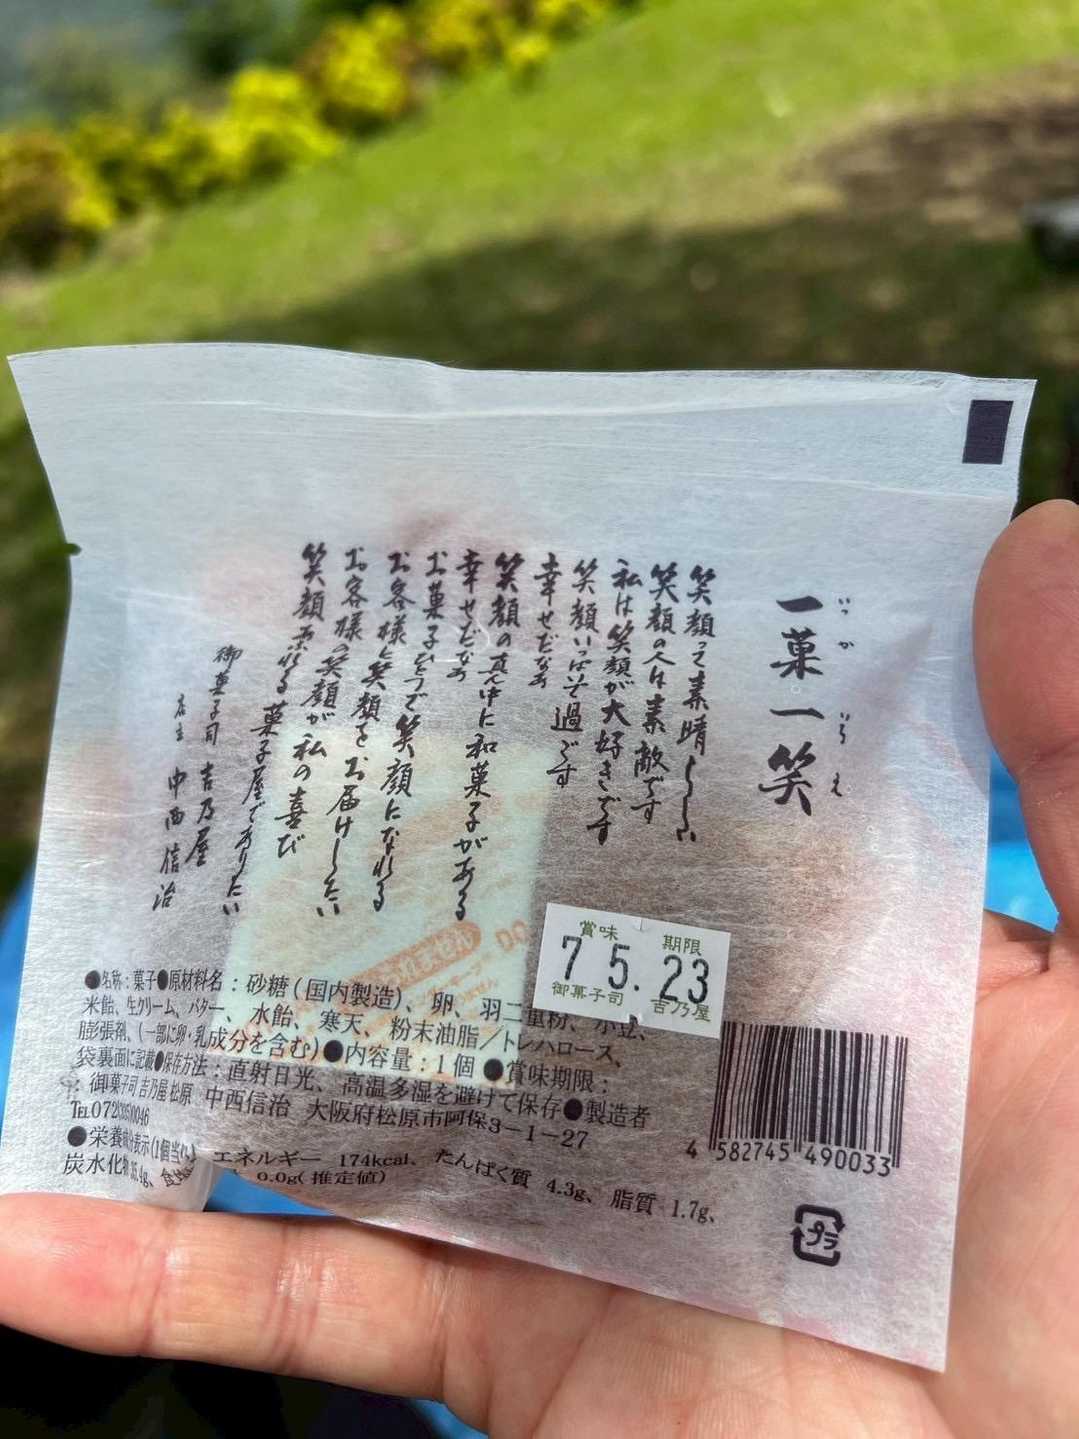 一菓一笑
いっか いちえ
笑顔って素晴しい
笑顔の人は素敵です
私は笑顔が大好きです
笑顔いっぱいで過ごす
幸せだなあ
笑顔の真中に和菓子がある
幸せだなあ
お菓子ひとつで笑顔になれる
お客様に笑顔をお届けしたい
お客様の笑顔が私の喜び
笑顔溢れる菓子屋でありたい
御菓子司 吉乃屋
店主 中西信治
賞味 期限
7 5.23
御菓子司 吉乃屋
●名称:菓子●原材料名:砂糖(国内製造)、卵、羽二重粉、小豆、
米飴、生クリーム、バター、水飴、寒天、粉末油脂/トレハロース、
膨張剤、(一部に卵・乳成分を含む)●内容量:1個●賞味期限:
袋裏面に記載●保存方法:直射日光、高温多湿を避けて保存●製造者
:御菓子司 吉乃屋 松原 中西信治 大阪府松原市阿保3-1-27
TEL
●栄養成分表示(1個当り) エネルギー 174kcal、たんぱく質 4.3g、脂質 1.7g、
炭水化物 35.4g、 0.0g(推定値)
4 582745 490033
プラ